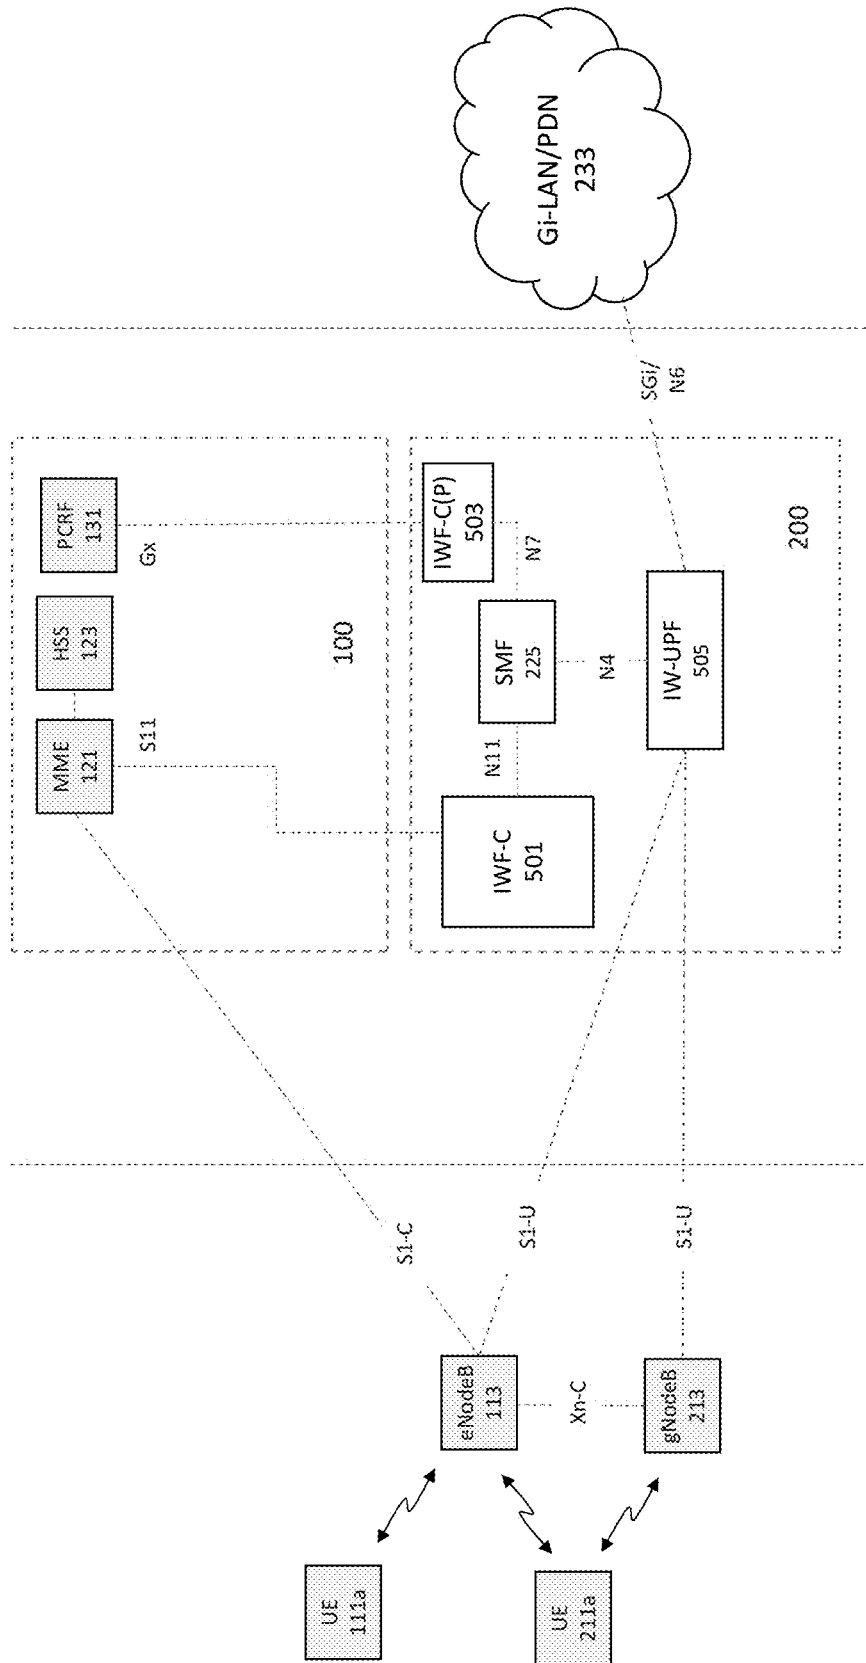 UE
111a
UE
211a
eNodeB
113
Xn-C
gNodeB
213
S1-C
S1-U
S1-U
MME
121
HSS
123
PCRF
131
S11
Gx
100
IWF-C
501
N11
SMF
225
N7
IWF-C(P)
503
N4
IW-UPF
505
200
SGi/
N6
Gi-LAN/PDN
233